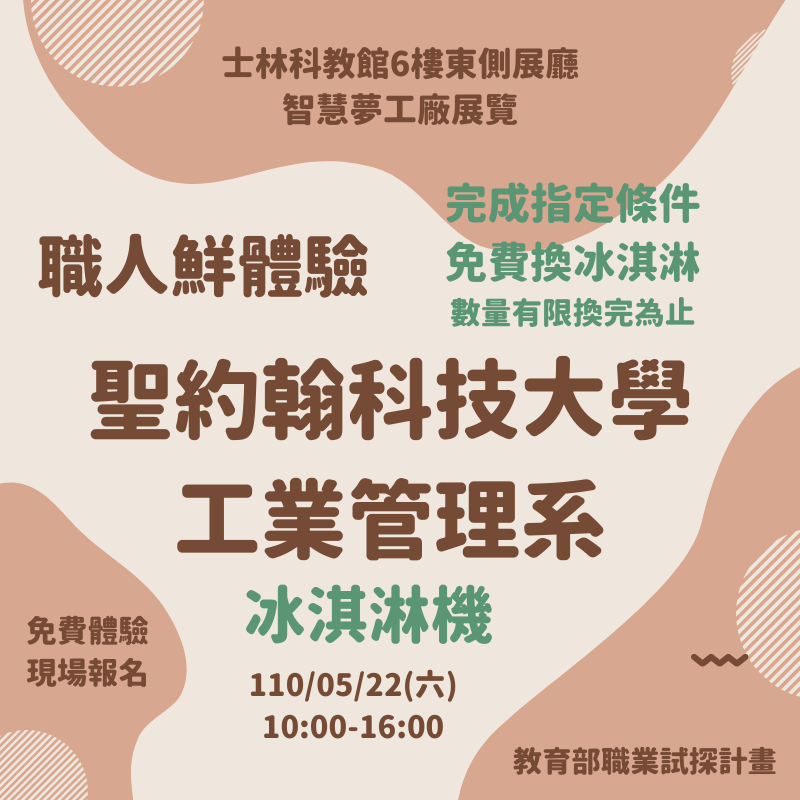 士林科教館6樓東側展廳
智慧夢工廠展覽
完成指定條件
免費換冰淇淋
數量有限換完為止
職人鮮體驗
聖約翰科技大學
工業管理系
冰淇淋機
免費體驗
現場報名
110/05/22(六)
10:00-16:00
教育部職業試探計畫